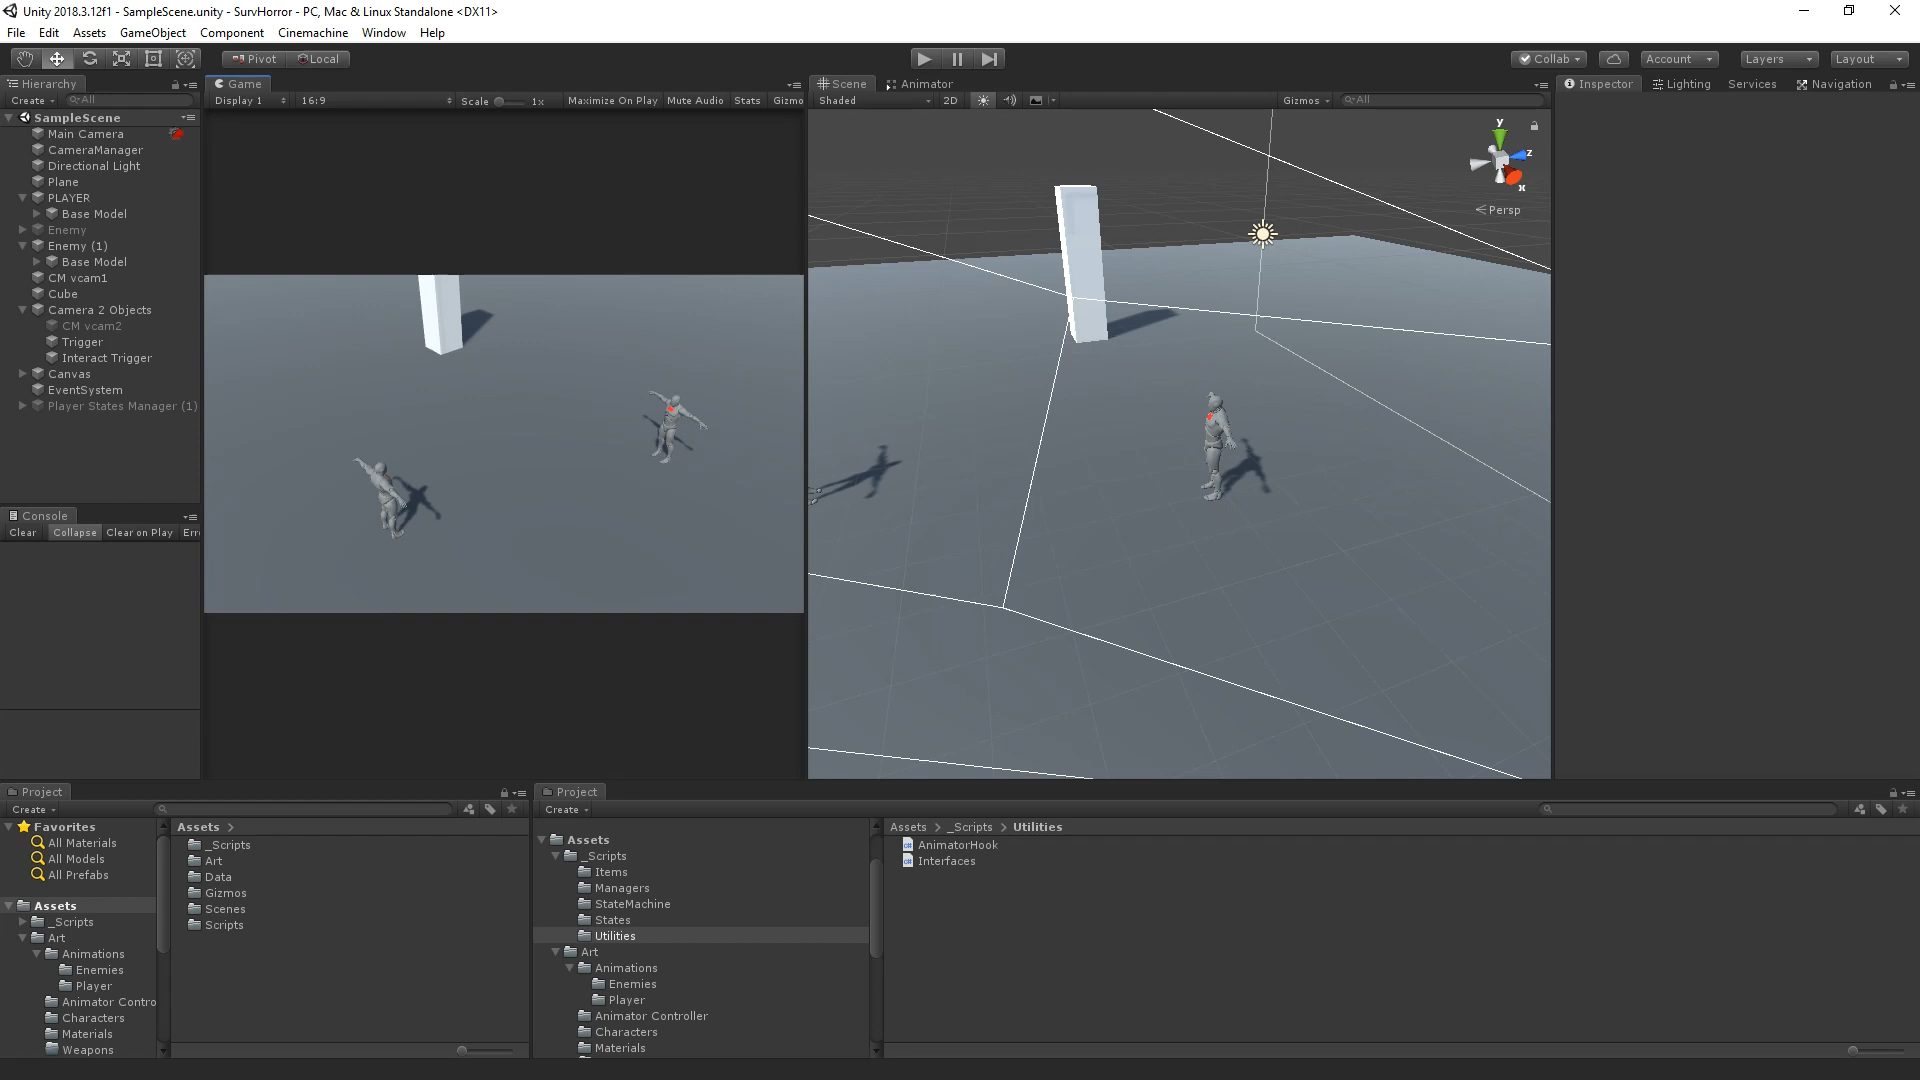 Unity 2018.3.12f1 - SampleScene.unity - SurvHorror - PC, Mac & Linux Standalone <DX11>
File Edit Assets GameObject Component Cinemachine Window Help
Pivot Local
Collab Account Layers Layout
Hierarchy
Create All
SampleScene
Main Camera
CameraManager
Directional Light
Plane
PLAYER
Base Model
Enemy
Enemy (1)
Base Model
CM vcam1
Cube
Camera 2 Objects
CM vcam2
Trigger
Interact Trigger
Canvas
EventSystem
Player States Manager (1)
Console
Clear Collapse Clear on Play Err
Game
Display 1 16:9 Scale 1x Maximize On Play Mute Audio Stats Gizmo
Scene Animator
Shaded 2D Gizmos All
y
z
x
Persp
Inspector Lighting Services Navigation
Project
Create
Favorites
All Materials
All Models
All Prefabs
Assets
_Scripts
Art
Animations
Enemies
Player
Animator Contro
Characters
Materials
Weapons
Assets
_Scripts
Art
Data
Gizmos
Scenes
Scripts
Project
Create
Assets
_Scripts
Items
Managers
StateMachine
States
Utilities
Art
Animations
Enemies
Player
Animator Controller
Characters
Materials
Assets _Scripts Utilities
AnimatorHook
Interfaces